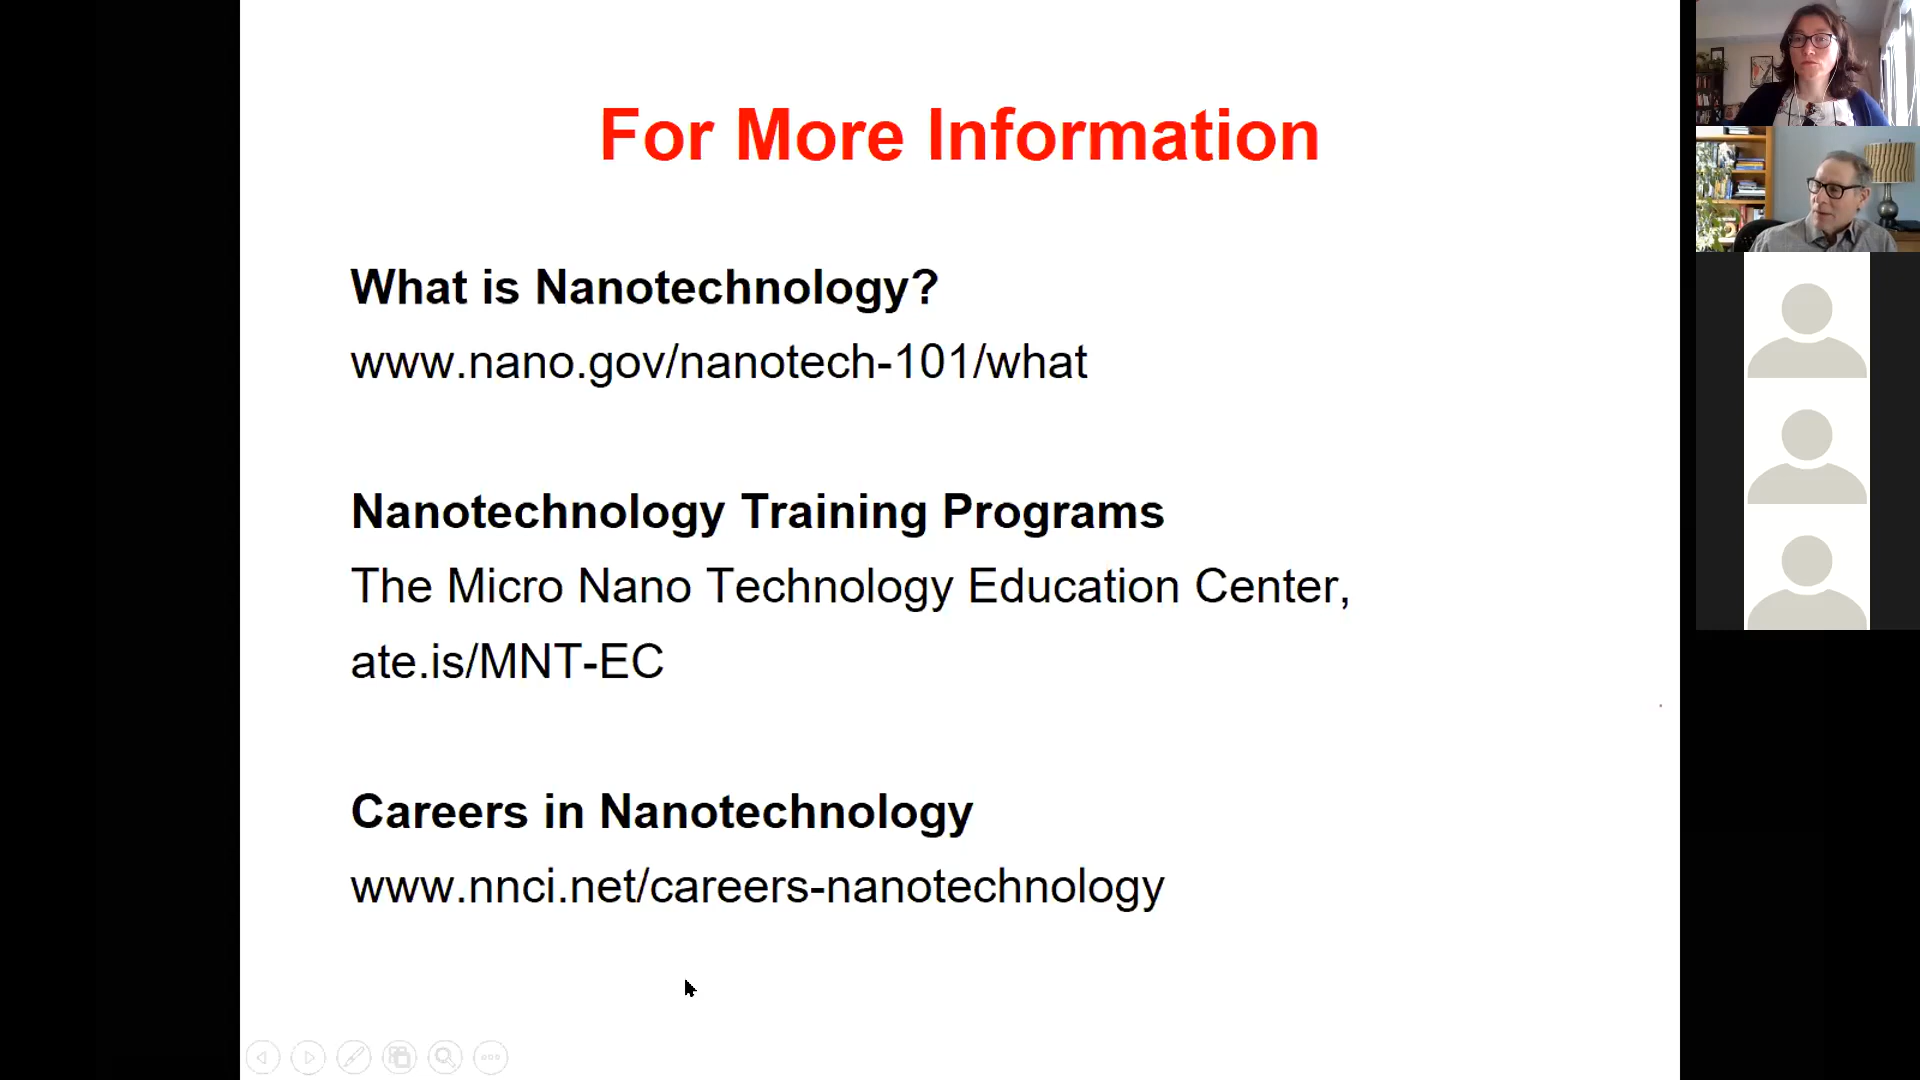 For More Information
What is Nanotechnology?
www.nano.gov/nanotech-101/what
Nanotechnology Training Programs
The Micro Nano Technology Education Center,
ate.is/MNT-EC
Careers in Nanotechnology
www.nnci.net/careers-nanotechnology